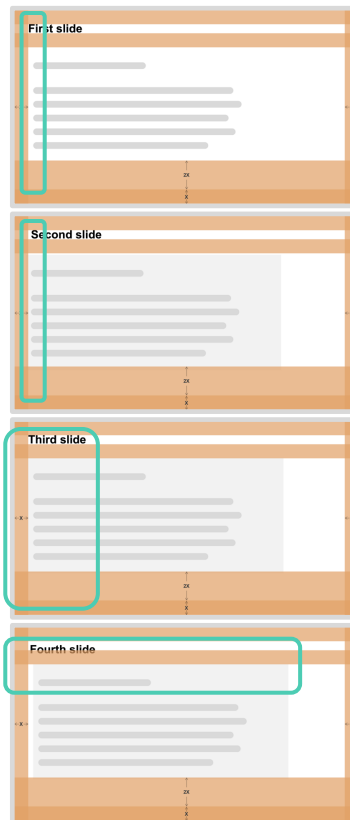 First slide
2X
X
Second slide
2X
X
Third slide
X
2X
X
Fourth slide
X
2X
X